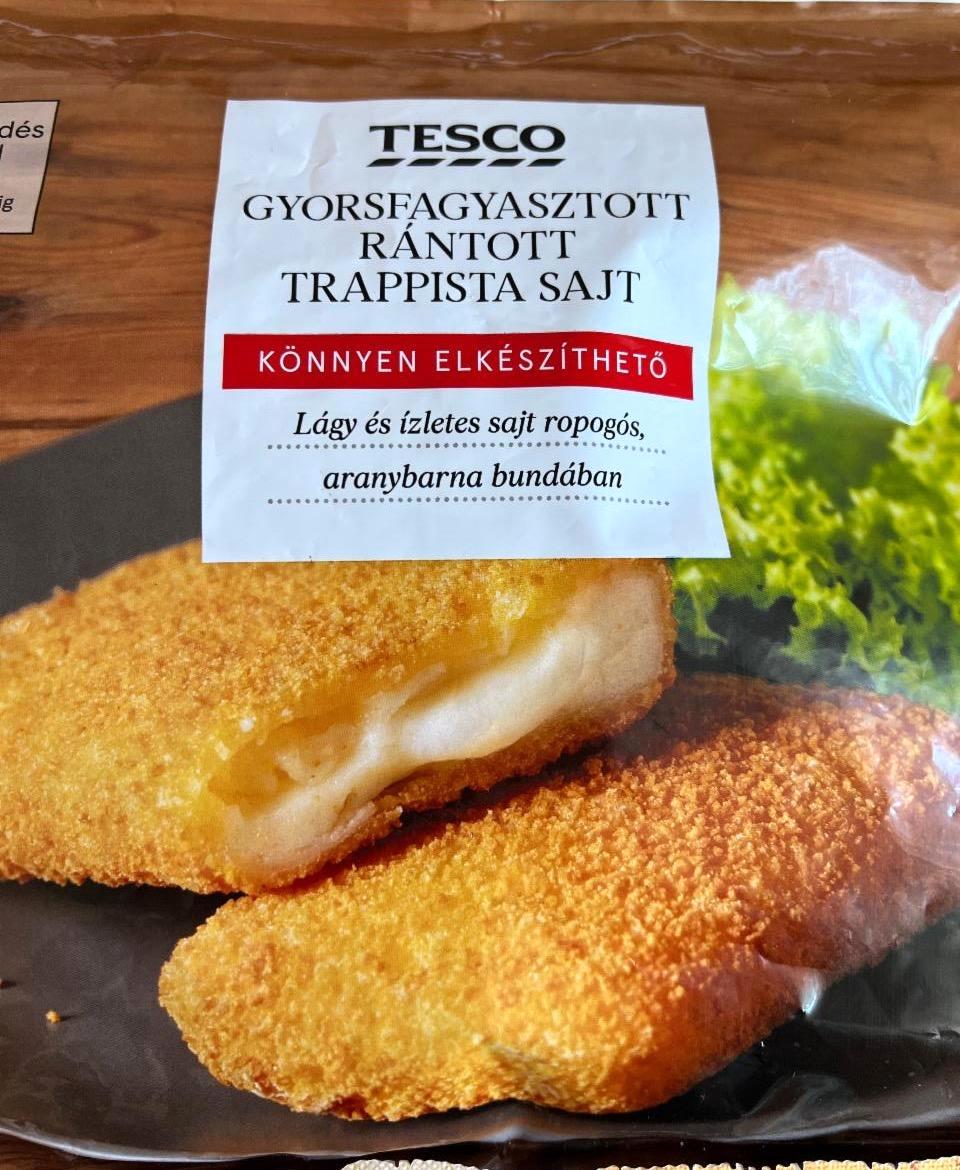 TESCO
GYORSFAGYASZTOTT
RÁNTOTT
TRAPPISTA SAJT
KÖNNYEN ELKÉSZÍTHETŐ
Lágy és ízletes sajt ropogós,
aranybarna bundában